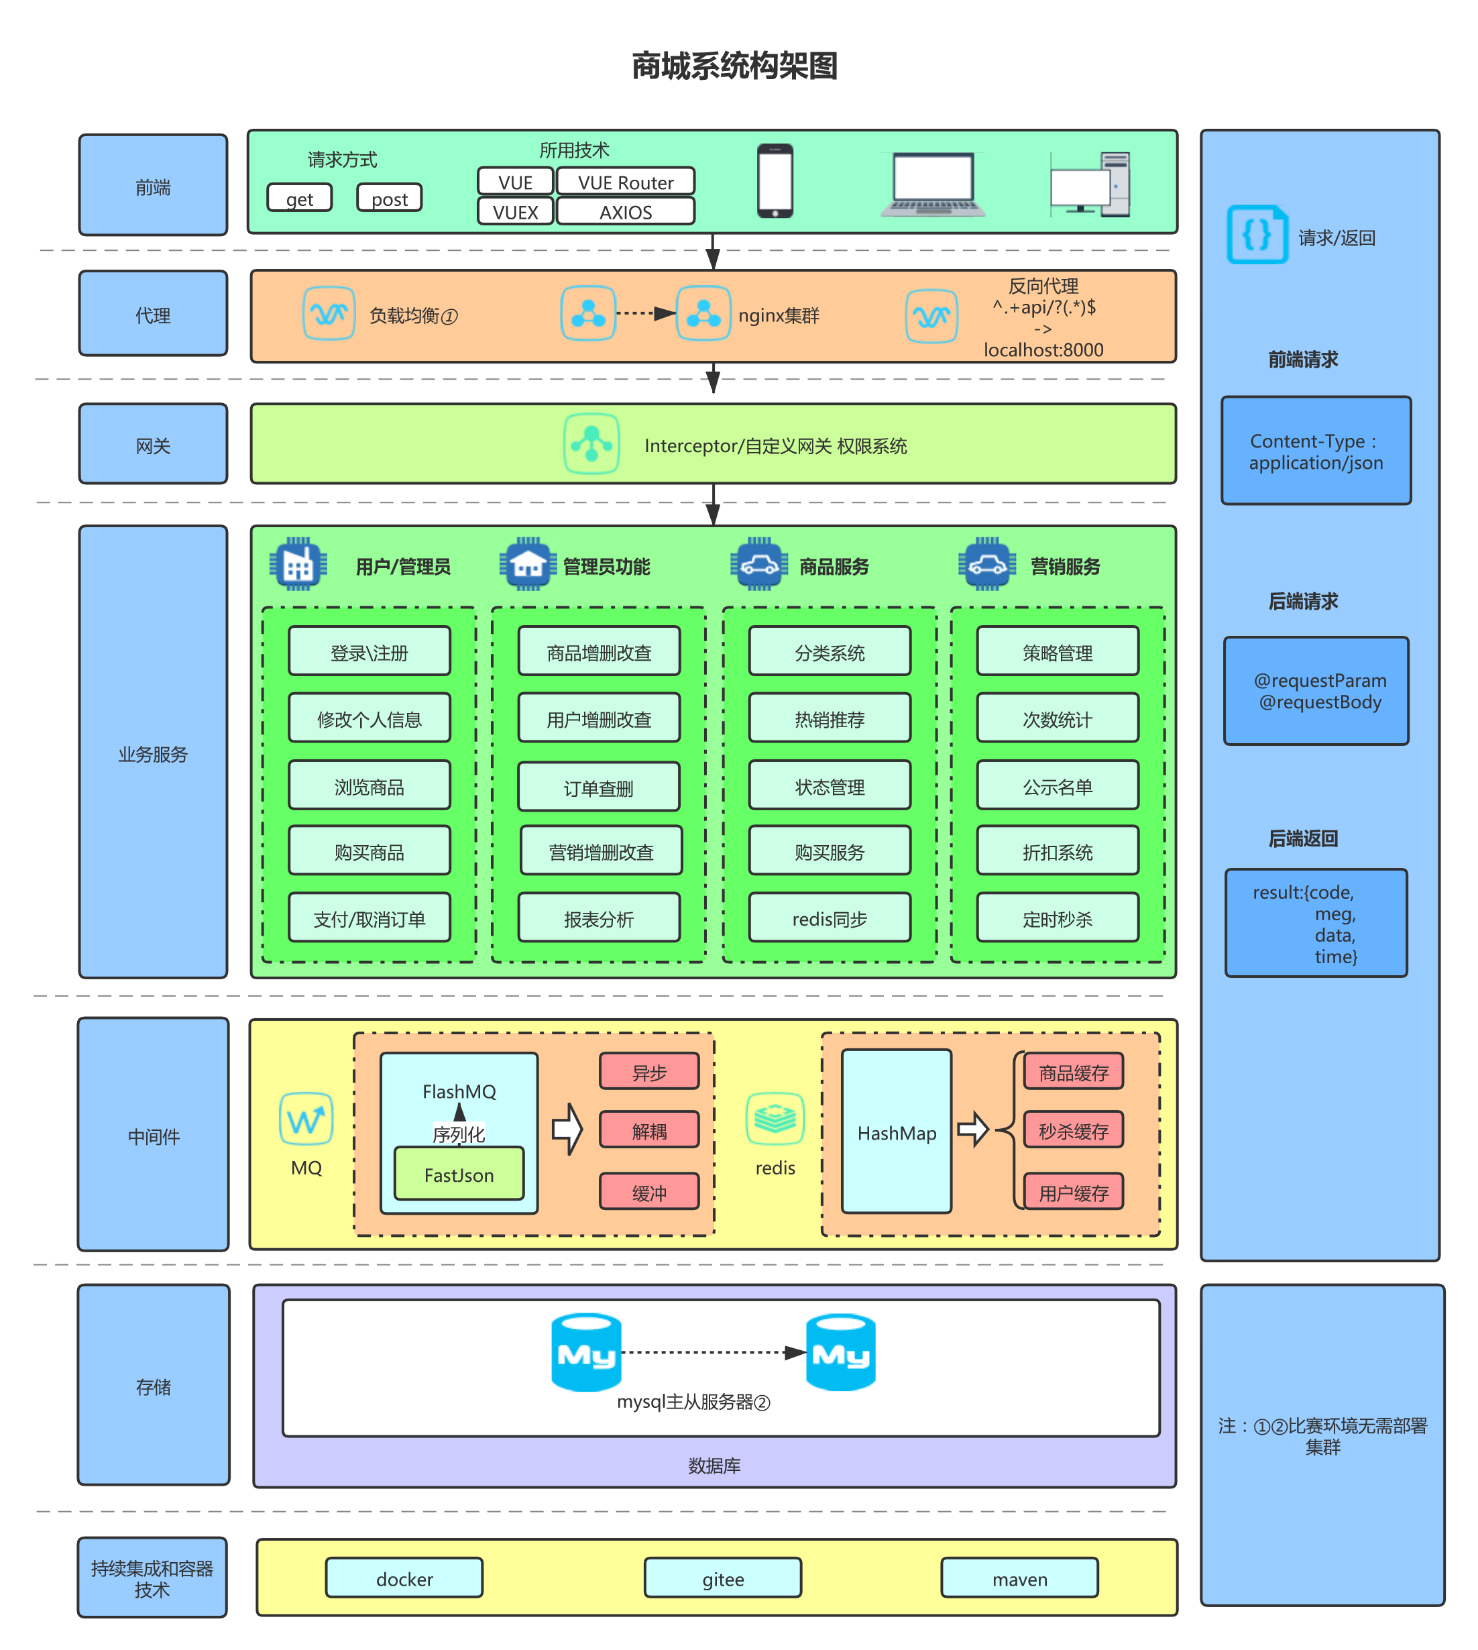 商城系统构架图
前端
请求方式
get
post
所用技术
VUE
VUE Router
VUEX
AXIOS
代理
负载均衡①
nginx集群
反向代理
^.+api/?(.*)$
->
localhost:8000
网关
Interceptor/自定义网关 权限系统
业务服务
用户/管理员
登录\注册
修改个人信息
浏览商品
购买商品
支付/取消订单
管理员功能
商品增删改查
用户增删改查
订单查删
营销增删改查
报表分析
商品服务
分类系统
热销推荐
状态管理
购买服务
redis同步
营销服务
策略管理
次数统计
公示名单
折扣系统
定时秒杀
中间件
MQ
FlashMQ
序列化
FastJson
异步
解耦
缓冲
redis
HashMap
商品缓存
秒杀缓存
用户缓存
存储
My
My
mysql主从服务器②
数据库
持续集成和容器
技术
docker
gitee
maven
{}
请求/返回
前端请求
Content-Type：
application/json
后端请求
@requestParam
@requestBody
后端返回
result:{code,
meg,
data,
time}
注：①②比赛环境无需部署
集群